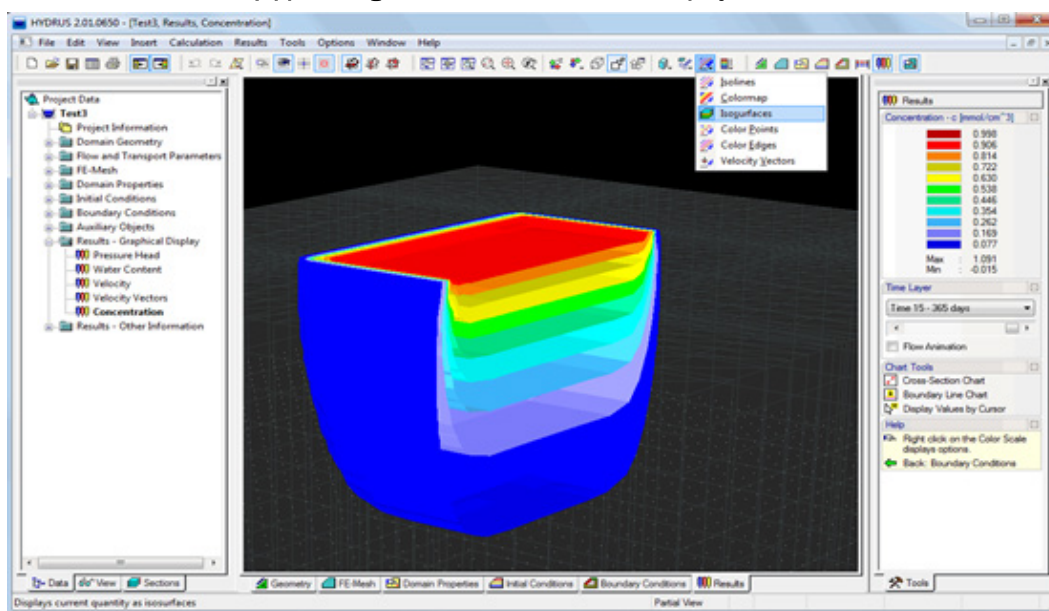 HYDRUS 2.01.0650 - [Test3, Results, Concentration]
File Edit View Insert Calculation Results Tools Options Window Help
Isolines
Colormap
Isosurfaces
Color Points
Color Edges
Velocity Vectors
Project Data
Test3
Project Information
Domain Geometry
Flow and Transport Parameters
FE-Mesh
Domain Properties
Initial Conditions
Boundary Conditions
Auxiliary Objects
Results - Graphical Display
Pressure Head
Water Content
Velocity
Velocity Vectors
Concentration
Results - Other Information
Results
Concentration - c [mmol/cm^3]
0.998
0.906
0.814
0.722
0.630
0.538
0.446
0.354
0.262
0.169
0.077
Max : 1.091
Min : -0.015
Time Layer
Time 15 - 365 days
Flow Animation
Chart Tools
Cross-Section Chart
Boundary Line Chart
Display Values by Cursor
Help
Right click on the Color Scale
displays options.
Back: Boundary Conditions
Data View Sections
Geometry FE-Mesh Domain Properties Initial Conditions Boundary Conditions Results
Tools
Displays current quantity as isosurfaces
Partial View